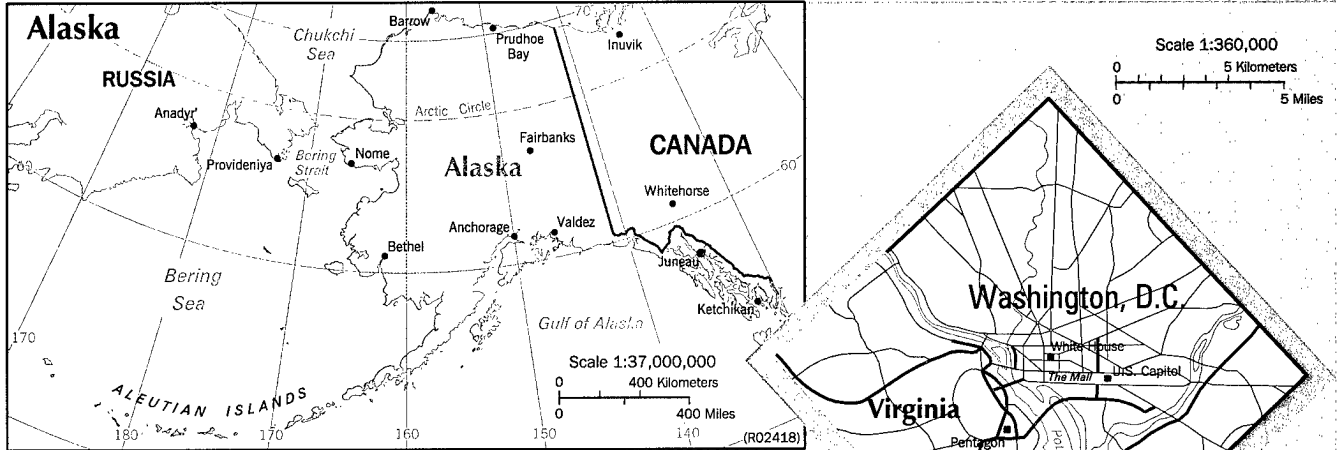 Alaska
Barrow
Chukchi
Sea
70
Prudhoe
Bay
Inuvik
RUSSIA
Anadyr'
Arctic Circle
Fairbanks
CANADA
60
Provideniya
Bering
Strait
Nome
Alaska
Whitehorse
60
Anchorage
Valdez
Bethel
Juneau
Bering
Sea
Ketchikan
170
Gulf of Alaska
Scale 1:37,000,000
0 400 Kilometers
0 400 Miles
ALEUTIAN ISLANDS
180
170
160
150
140
(R02418)
Scale 1:360,000
0 5 Kilometers
0 5 Miles
Washington, D.C.
White House
The Mall
U.S. Capitol
Virginia
Pentagon
Pot